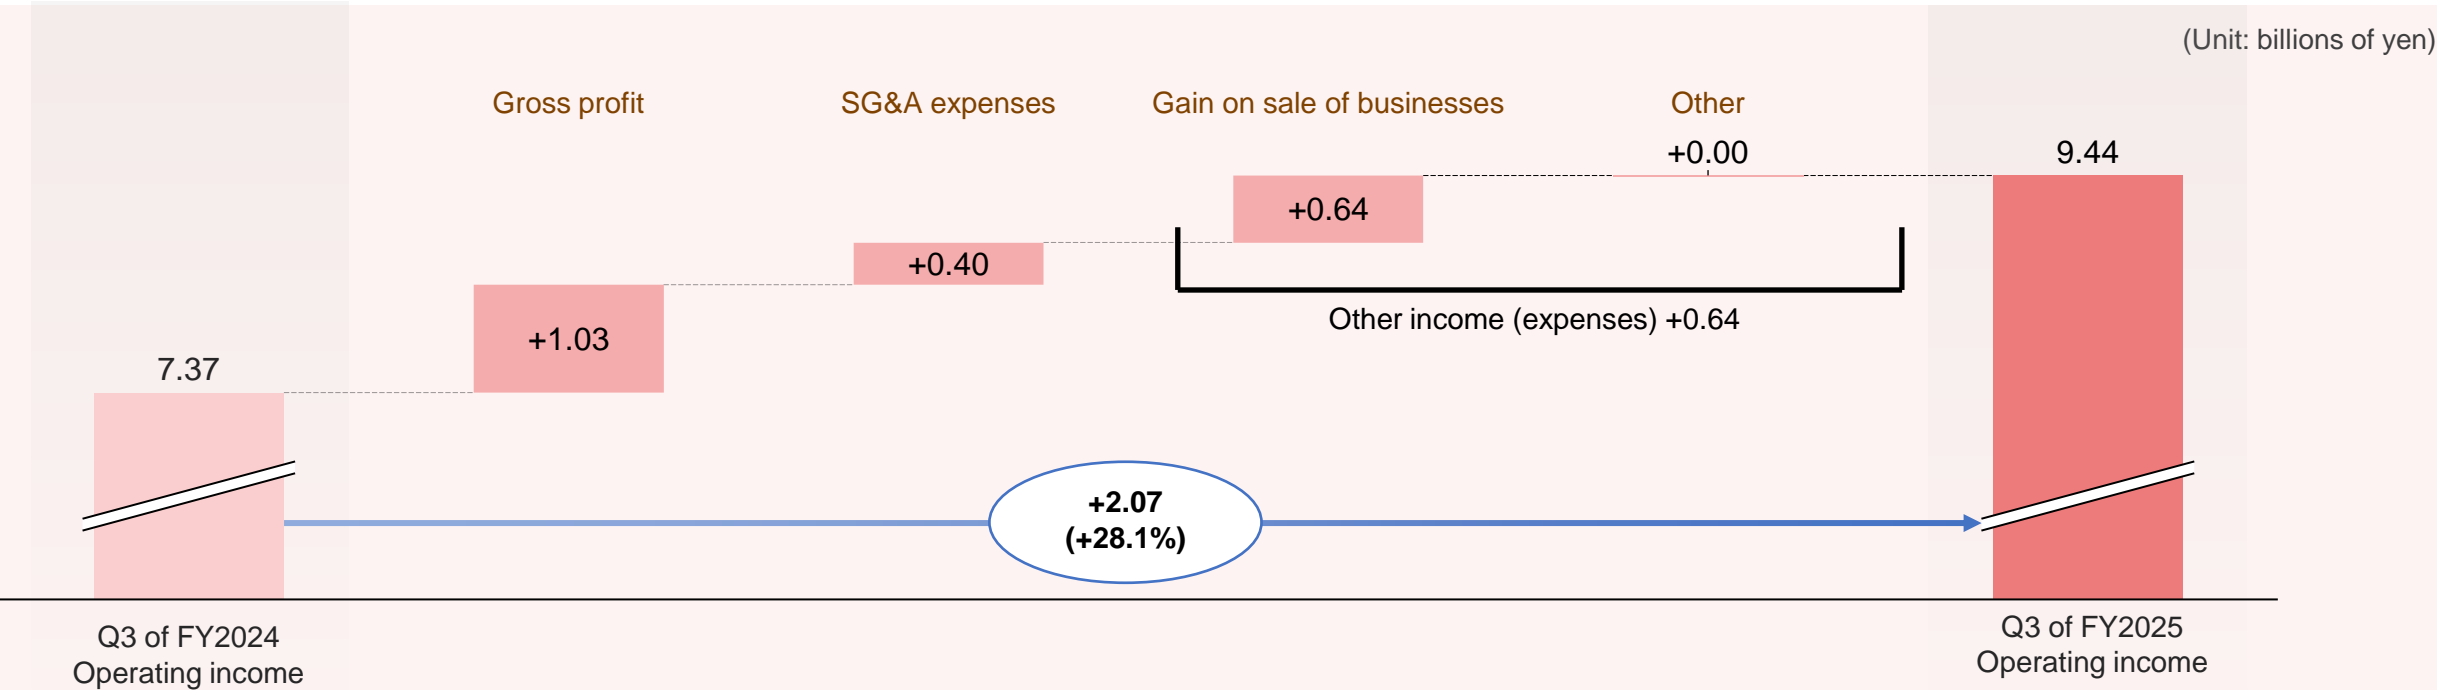 (Unit: billions of yen)
Gross profit
SG&A expenses
Gain on sale of businesses
Other
+0.00
9.44
+0.64
+0.40
Other income (expenses) +0.64
+1.03
7.37
+2.07
(+28.1%)
Q3 of FY2024
Operating income
Q3 of FY2025
Operating income